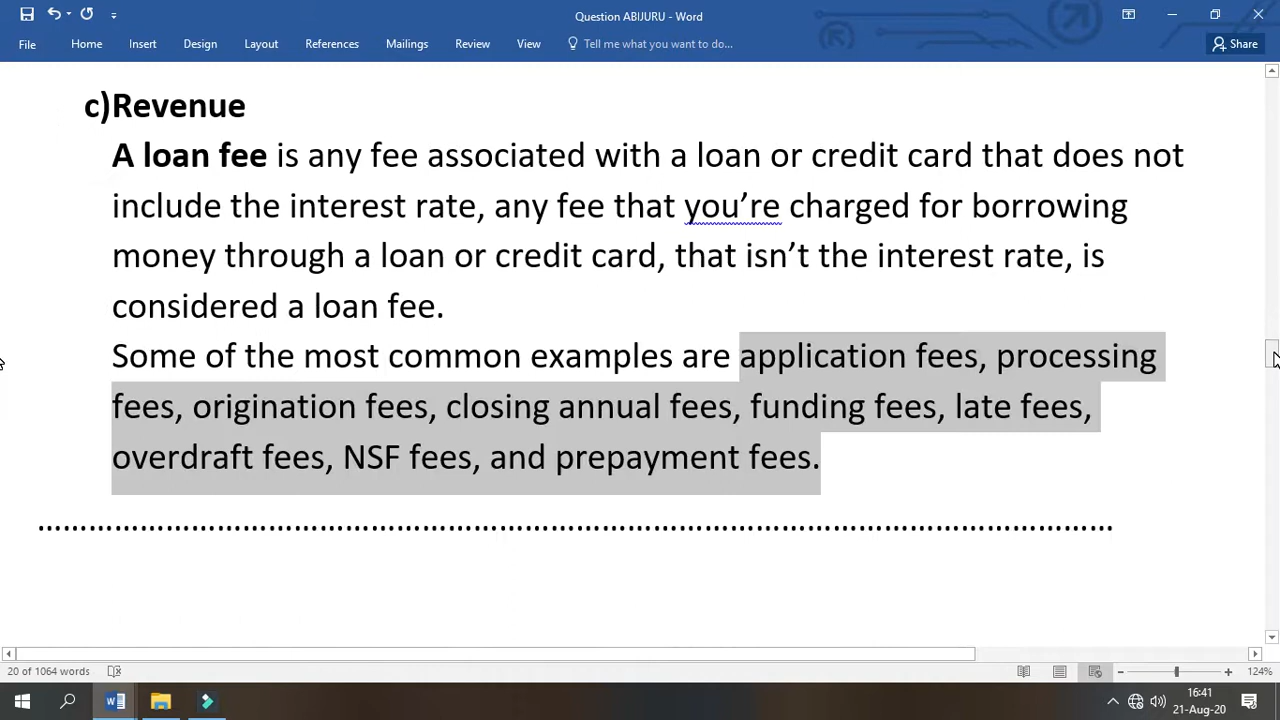 Question ABIJURU - Word
File Home Insert Design Layout References Mailings Review View Tell me what you want to do... Share
c)Revenue
A loan fee is any fee associated with a loan or credit card that does not
include the interest rate, any fee that you’re charged for borrowing
money through a loan or credit card, that isn’t the interest rate, is
considered a loan fee.
Some of the most common examples are application fees, processing
fees, origination fees, closing annual fees, funding fees, late fees,
overdraft fees, NSF fees, and prepayment fees.
……………………………………………………………………………………………………………
20 of 1064 words 124%
16:41
21-Aug-20